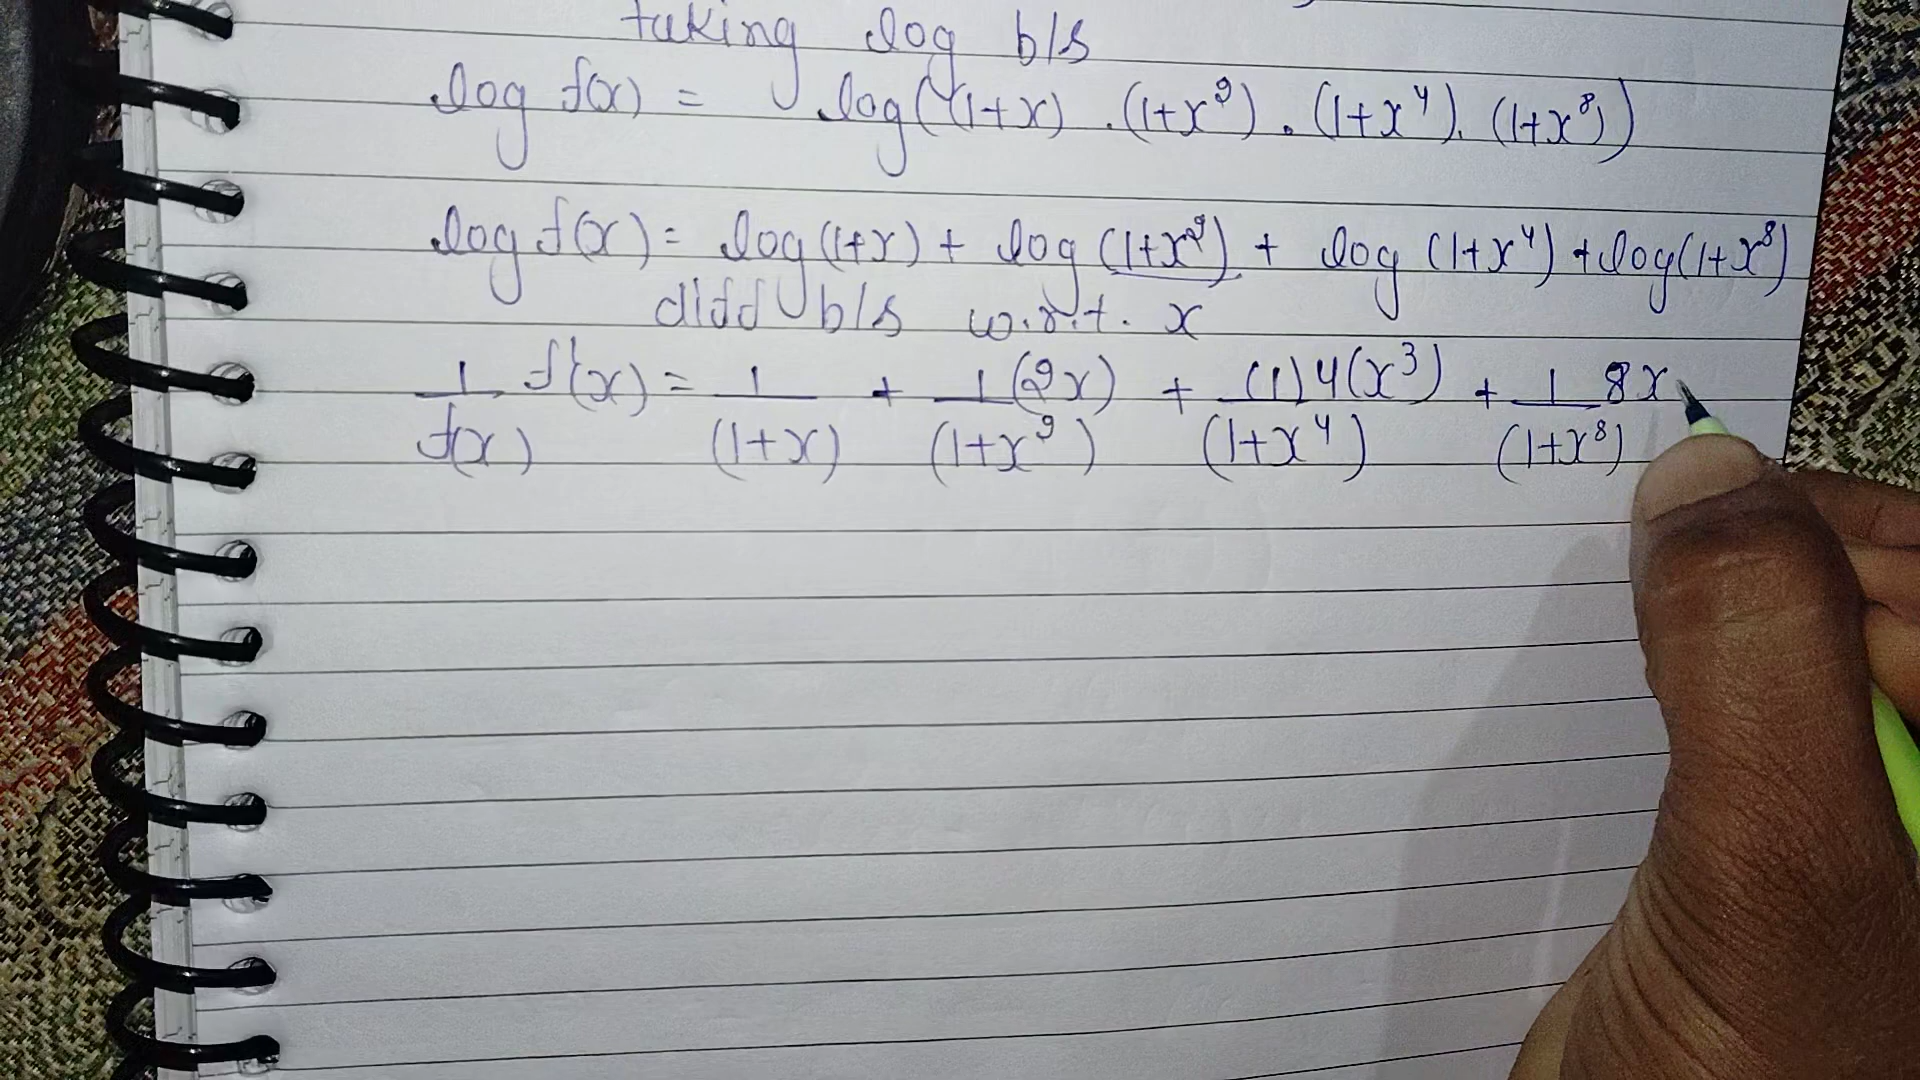 taking log b/s
log f(x) = log((1+x) . (1+x²) . (1+x⁴). (1+x⁸))
log f(x) = log(1+x) + log (1+x²) + log (1+x⁴) + log(1+x⁸)
diff b/s w.r.t. x
1/f(x) f'(x) = 1/(1+x) + 1/(1+x²) (2x) + (1)/(1+x⁴) 4(x³) + 1/(1+x⁸) 8x